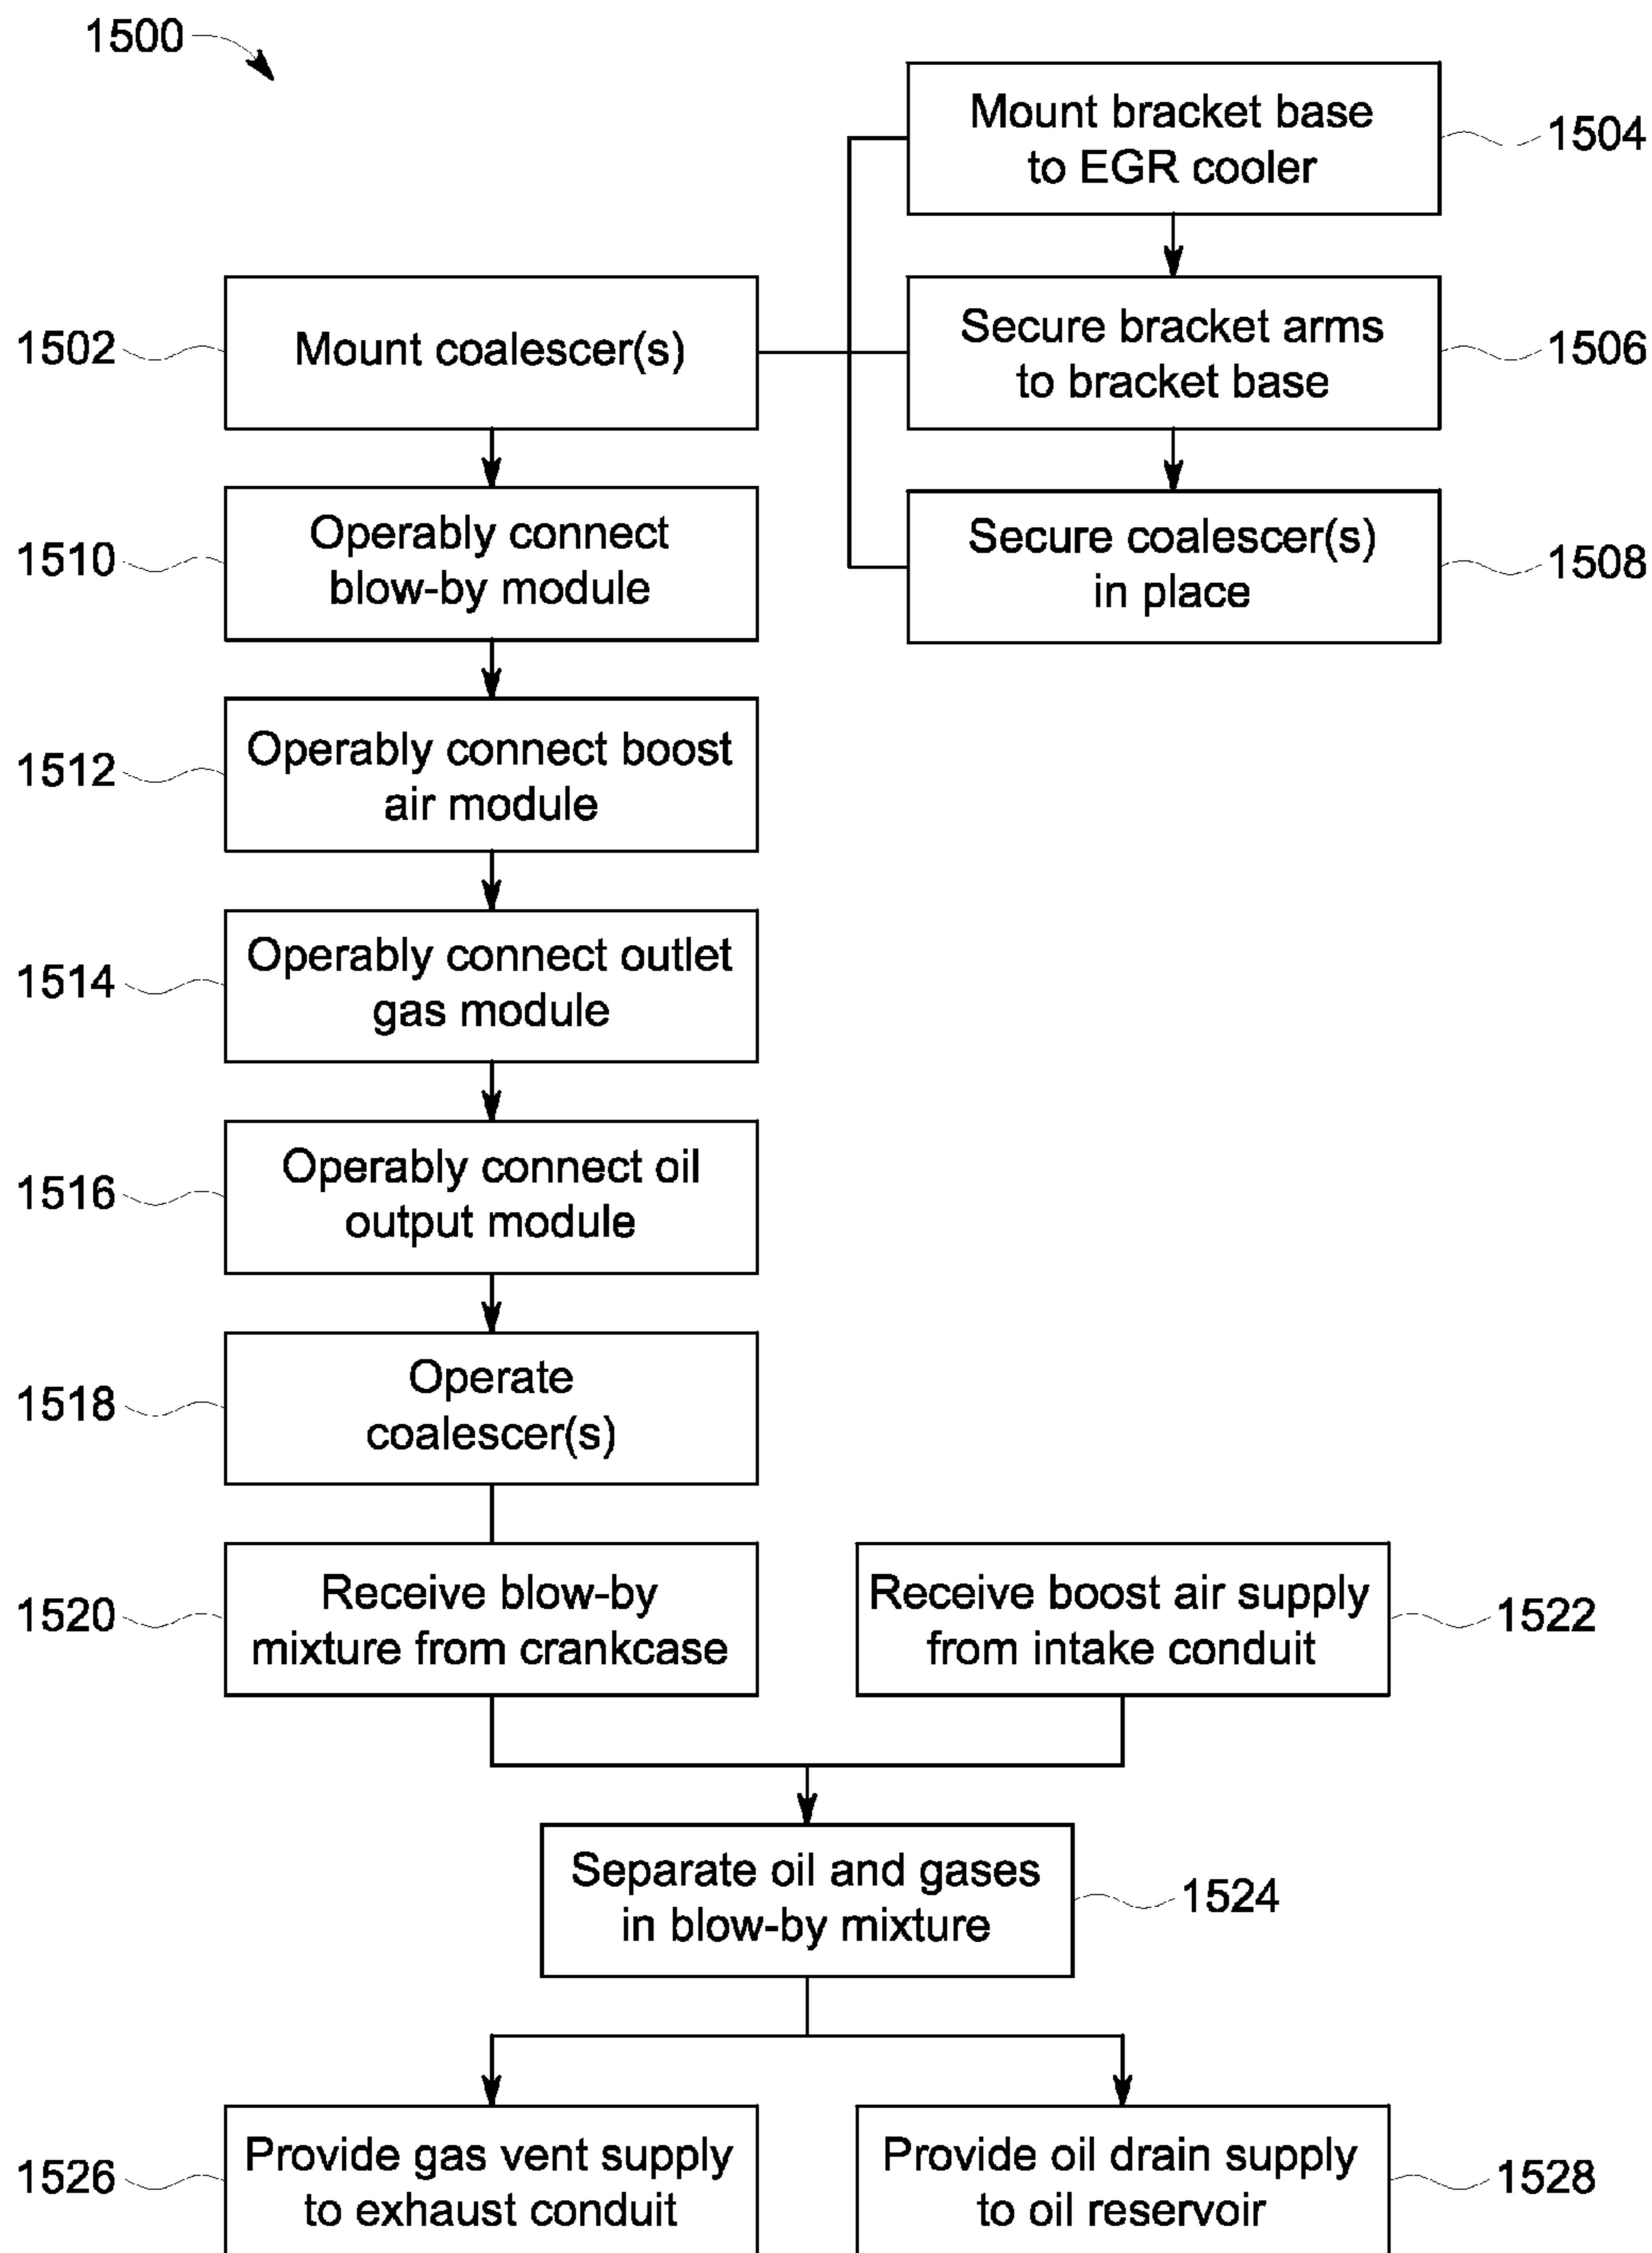 1500
Mount bracket base
to EGR cooler
1504
1502
Mount coalescer(s)
Secure bracket arms
to bracket base
1506
Secure coalescer(s)
in place
1508
1510
Operably connect
blow-by module
1512
Operably connect boost
air module
1514
Operably connect outlet
gas module
1516
Operably connect oil
output module
1518
Operate
coalescer(s)
1520
Receive blow-by
mixture from crankcase
Receive boost air supply
from intake conduit
1522
Separate oil and gases
in blow-by mixture
1524
1526
Provide gas vent supply
to exhaust conduit
Provide oil drain supply
to oil reservoir
1528